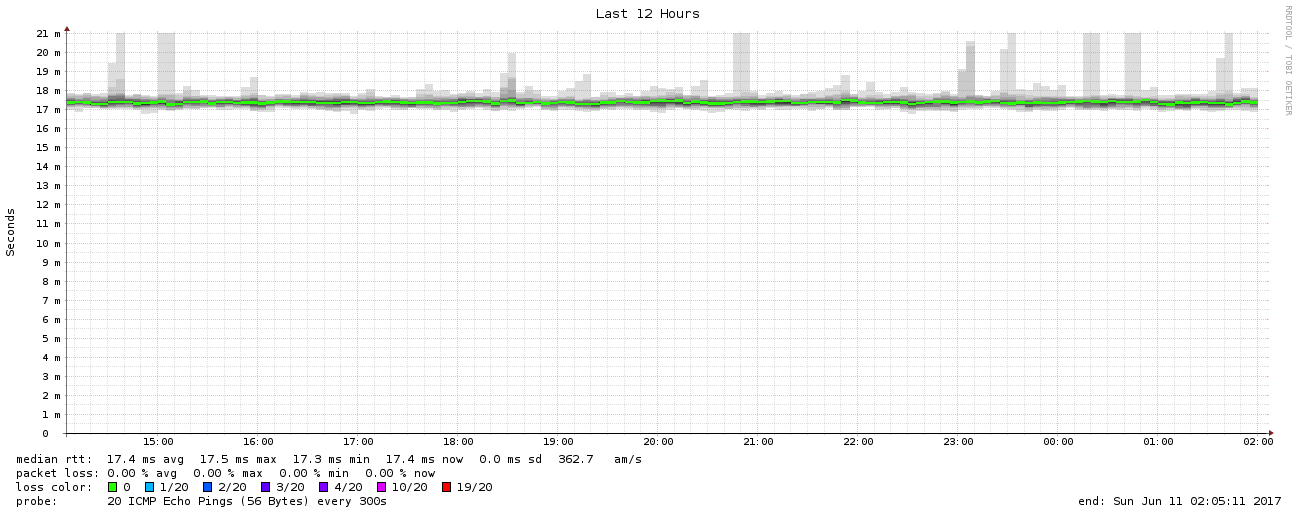 Last 12 Hours
RRDTOOL / TOBI OETIKER
Seconds
21 m
20 m
19 m
18 m
17 m
16 m
15 m
14 m
13 m
12 m
11 m
10 m
9 m
8 m
7 m
6 m
5 m
4 m
3 m
2 m
1 m
0
15:00 16:00 17:00 18:00 19:00 20:00 21:00 22:00 23:00 00:00 01:00 02:00
median rtt: 17.4 ms avg 17.5 ms max 17.3 ms min 17.4 ms now 0.0 ms sd 362.7 am/s
packet loss: 0.00 % avg 0.00 % max 0.00 % min 0.00 % now
loss color: 0 1/20 2/20 3/20 4/20 10/20 19/20
probe: 20 ICMP Echo Pings (56 Bytes) every 300s end: Sun Jun 11 02:05:11 2017